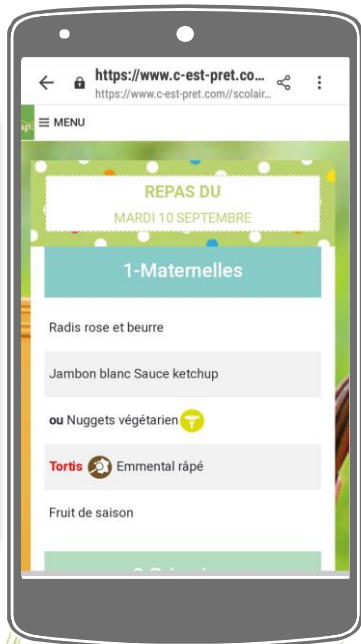 https://www.c-est-pret.co...
https://www.c-est-pret.com//scolair...
MENU
REPAS DU
MARDI 10 SEPTEMBRE
1-Maternelles
Radis rose et beurre
Jambon blanc Sauce ketchup
ou Nuggets végétarien
Tortis Emmental râpé
Fruit de saison